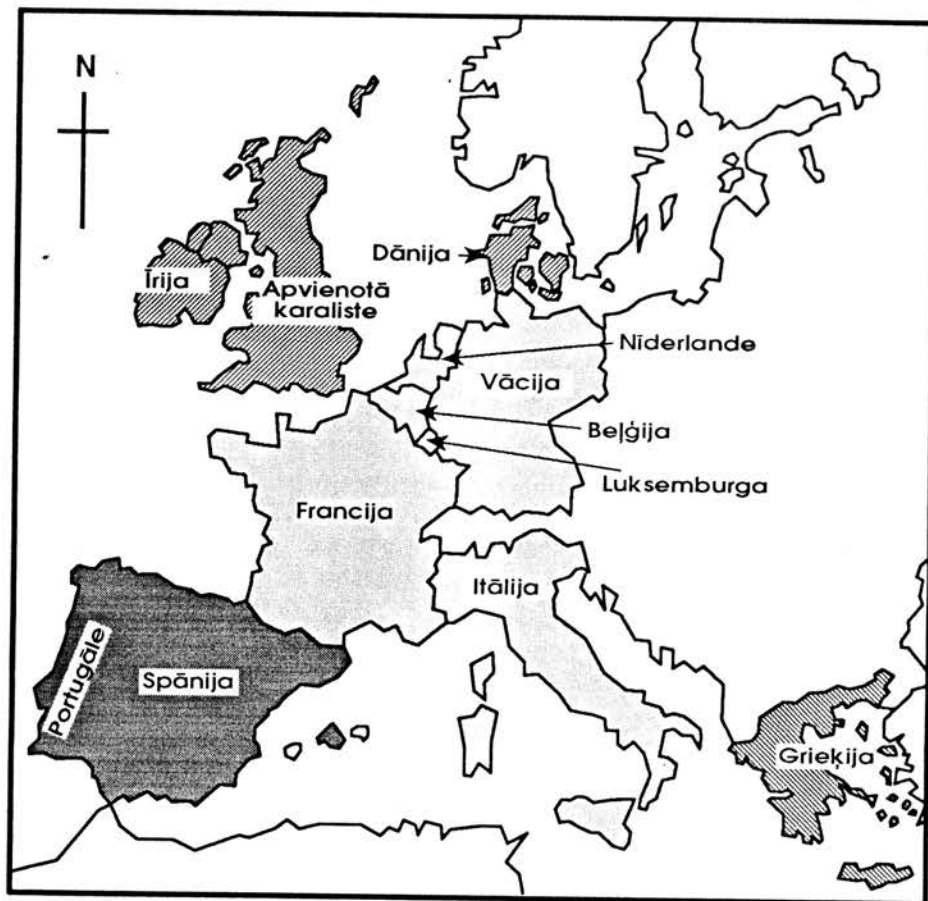 N
Dānija
Īrija
Apvienotā
karaliste
Nīderlande
Vācija
Beļģija
Luksemburga
Francija
Itālija
Portugāle
Spānija
Grieķija